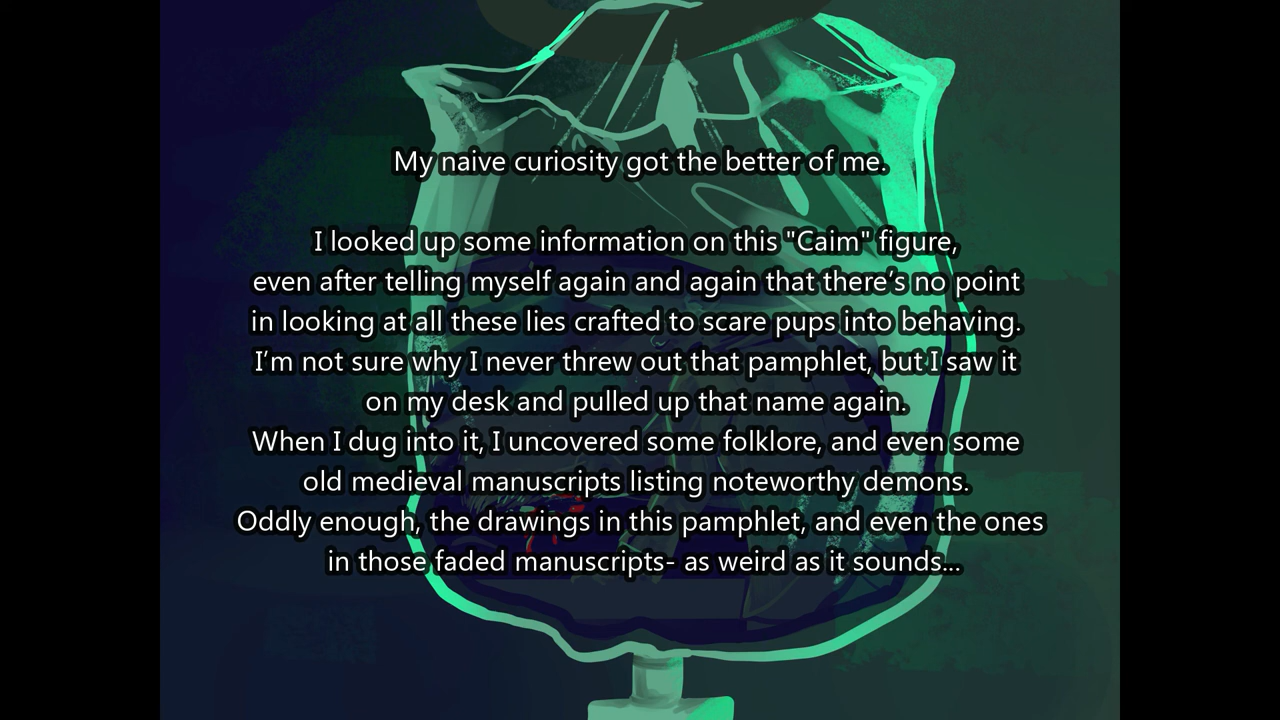 My naive curiosity got the better of me.
I looked up some information on this "Caim" figure,
even after telling myself again and again that there’s no point
in looking at all these lies crafted to scare pups into behaving.
I’m not sure why I never threw out that pamphlet, but I saw it
on my desk and pulled up that name again.
When I dug into it, I uncovered some folklore, and even some
old medieval manuscripts listing noteworthy demons.
Oddly enough, the drawings in this pamphlet, and even the ones
in those faded manuscripts- as weird as it sounds...